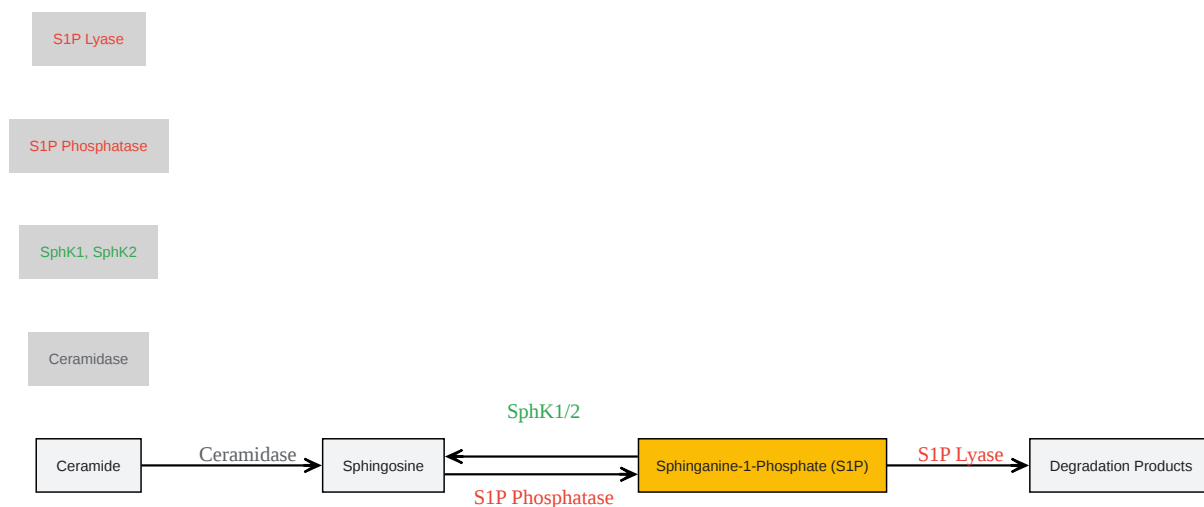 S1P Lyase
S1P Phosphatase
SphK1, SphK2
Ceramidase
SphK1/2
Ceramide
Ceramidase
Sphingosine
Sphinganine-1-Phosphate (S1P)
S1P Lyase
Degradation Products
S1P Phosphatase